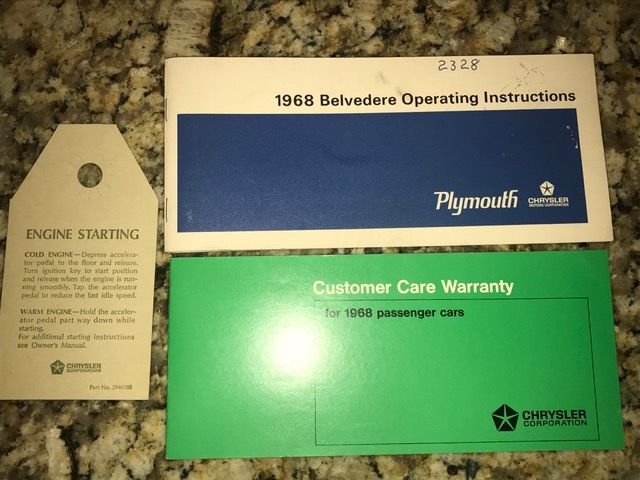 2328
1968 Belvedere Operating Instructions
Plymouth
CHRYSLER
MOTORS CORPORATION
ENGINE STARTING
COLD ENGINE—Depress accelera-
tor pedal to the floor and release.
Turn ignition key to start position
and release when the engine is run-
ning smoothly. Tap the accelerator
pedal to reduce the fast idle speed.
WARM ENGINE—Hold the acceler-
ator pedal part way down while
starting.
For additional starting instructions
see Owner's Manual.
CHRYSLER
CORPORATION
Part No.
Customer Care Warranty
for 1968 passenger cars
CHRYSLER
CORPORATION